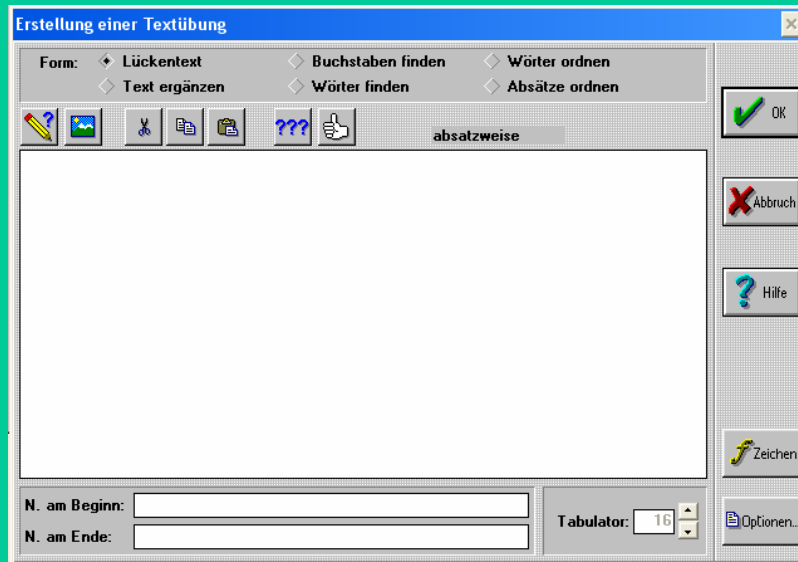 Erstellung einer Textübung
Form: Lückentext Buchstaben finden Wörter ordnen
Text ergänzen Wörter finden Absätze ordnen
OK
??? absatzweise
Abbruch
? Hilfe
Zeichen
N. am Beginn:
Tabulator: 16
Optionen...
N. am Ende: